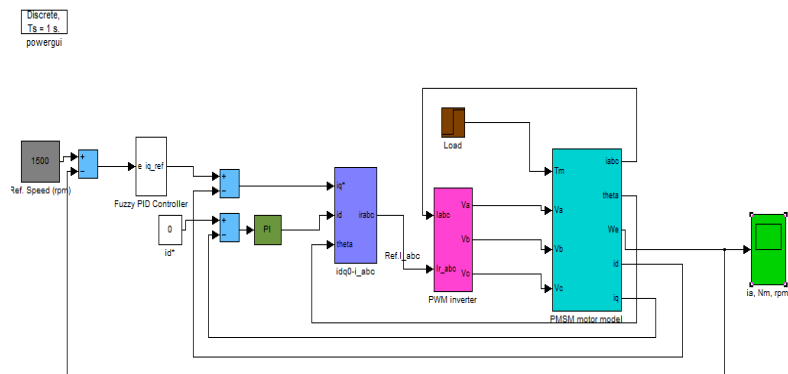 Discrete,
Ts = 1 s.
powergui
1500
Ref. Speed (rpm)
+
−
e iq_ref
Fuzzy PID Controller
+
−
0
id*
+
−
PI
iq*
id
theta
irabc
idq0-i_abc
Ref.I_abc
Load
Iabc
Ir_abc
Va
Vb
Vc
PWM inverter
Tm
Va
Vb
Vc
iabc
theta
We
id
iq
PMSM motor model
ia, Nm, rpm